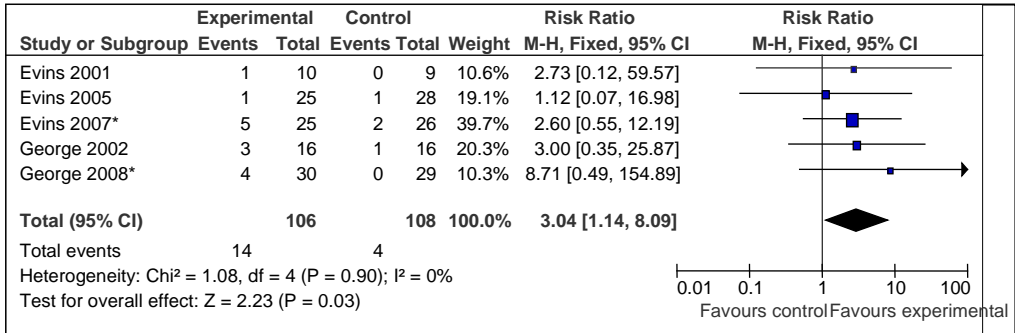 Experimental Control Risk Ratio Risk Ratio
Study or Subgroup Events Total Events Total Weight M-H, Fixed, 95% CI M-H, Fixed, 95% CI
Evins 2001 1 10 0 9 10.6% 2.73 [0.12, 59.57]
Evins 2005 1 25 1 28 19.1% 1.12 [0.07, 16.98]
Evins 2007* 5 25 2 26 39.7% 2.60 [0.55, 12.19]
George 2002 3 16 1 16 20.3% 3.00 [0.35, 25.87]
George 2008* 4 30 0 29 10.3% 8.71 [0.49, 154.89]
Total (95% CI) 106 108 100.0% 3.04 [1.14, 8.09]
Total events 14 4
Heterogeneity: Chi² = 1.08, df = 4 (P = 0.90); I² = 0%
Test for overall effect: Z = 2.23 (P = 0.03)
0.01 0.1 1 10 100
Favours control Favours experimental